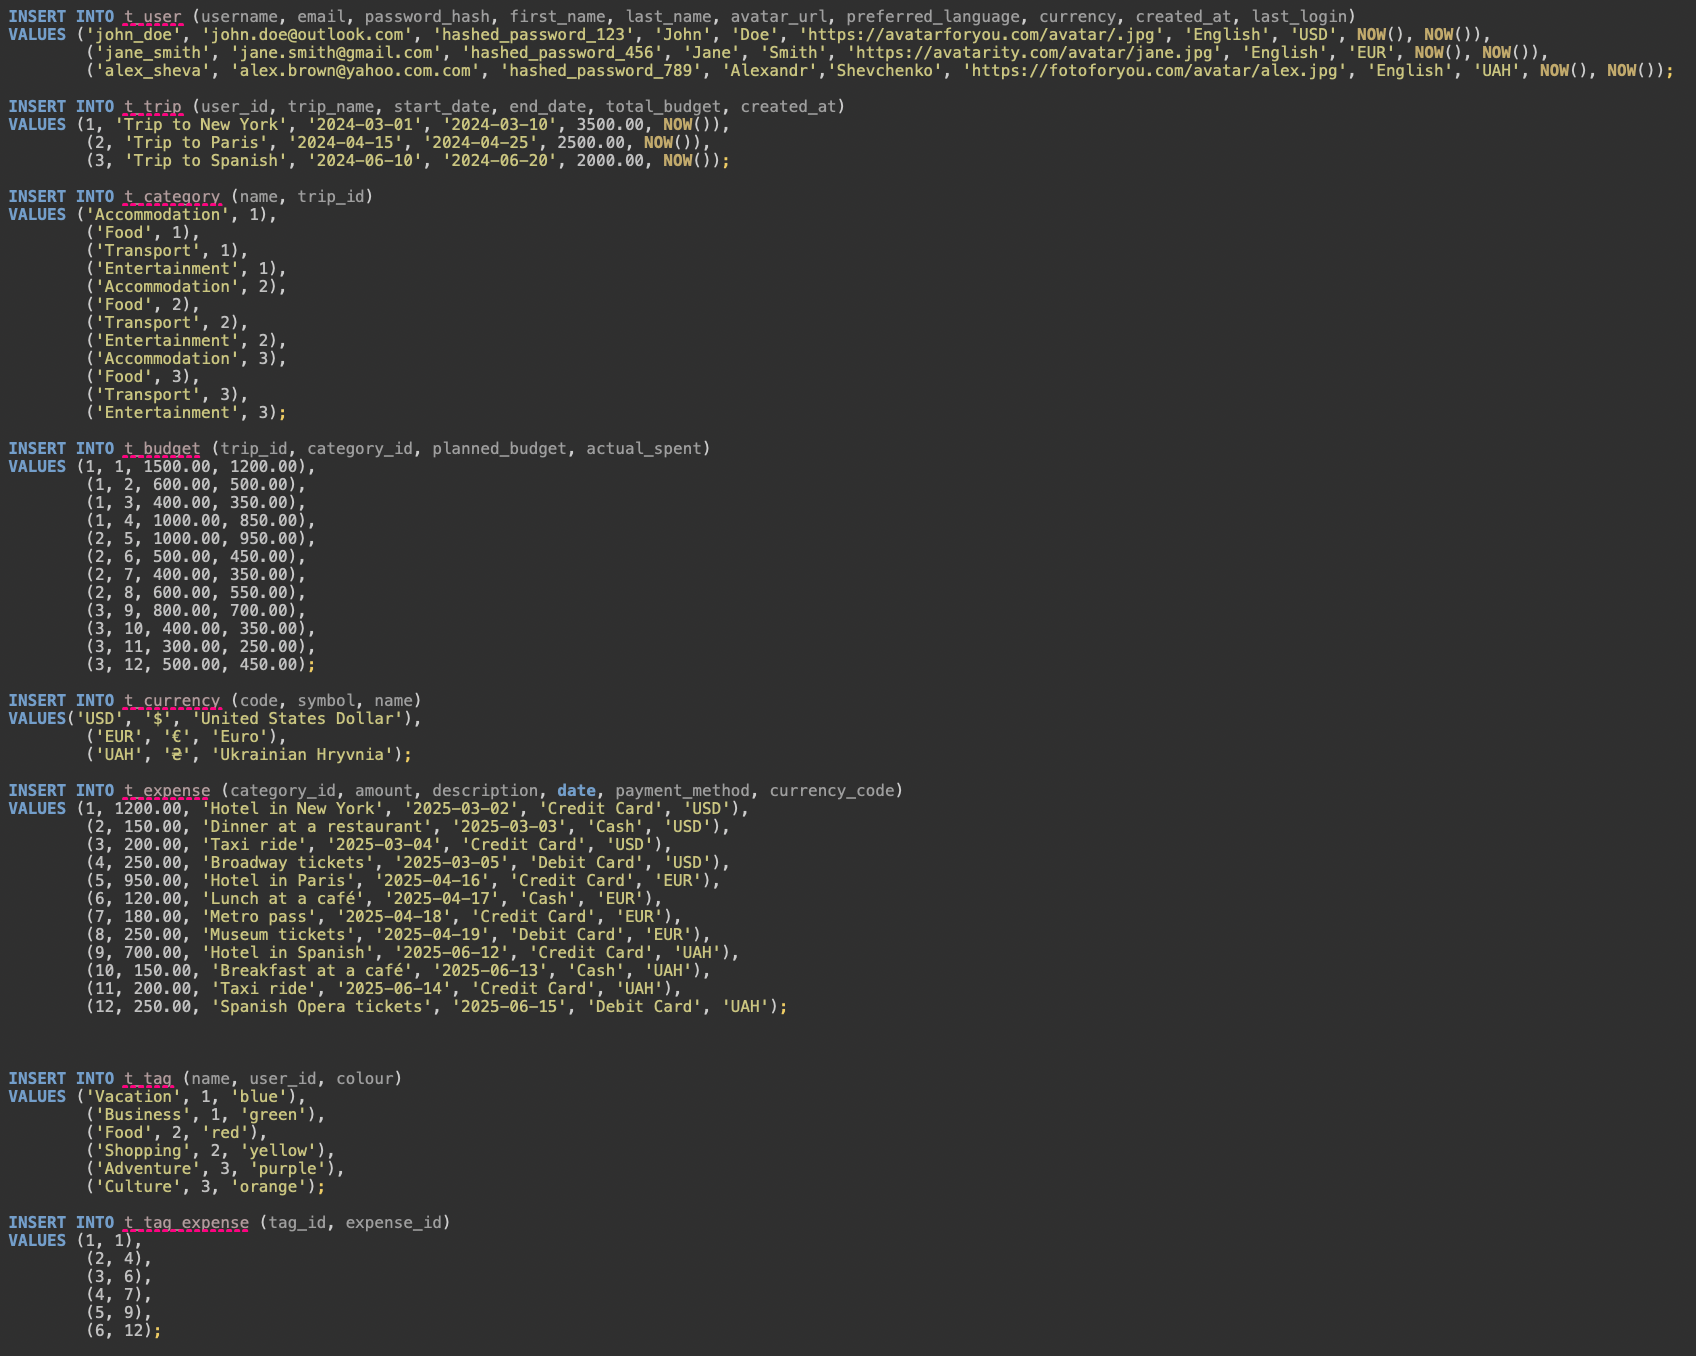 INSERT INTO t_user (username, email, password_hash, first_name, last_name, avatar_url, preferred_language, currency, created_at, last_login)
VALUES ('john_doe', 'john.doe@outlook.com', 'hashed_password_123', 'John', 'Doe', 'https://avatarforyou.com/avatar/.jpg', 'English', 'USD', NOW(), NOW()),
('jane_smith', 'jane.smith@gmail.com', 'hashed_password_456', 'Jane', 'Smith', 'https://avatarity.com/avatar/jane.jpg', 'English', 'EUR', NOW(), NOW()),
('alex_sheva', 'alex.brown@yahoo.com.com', 'hashed_password_789', 'Alexandr','Shevchenko', 'https://fotoforyou.com/avatar/alex.jpg', 'English', 'UAH', NOW(), NOW());
INSERT INTO t_trip (user_id, trip_name, start_date, end_date, total_budget, created_at)
VALUES (1, 'Trip to New York', '2024-03-01', '2024-03-10', 3500.00, NOW()),
(2, 'Trip to Paris', '2024-04-15', '2024-04-25', 2500.00, NOW()),
(3, 'Trip to Spanish', '2024-06-10', '2024-06-20', 2000.00, NOW());
INSERT INTO t_category (name, trip_id)
VALUES ('Accommodation', 1),
('Food', 1),
('Transport', 1),
('Entertainment', 1),
('Accommodation', 2),
('Food', 2),
('Transport', 2),
('Entertainment', 2),
('Accommodation', 3),
('Food', 3),
('Transport', 3),
('Entertainment', 3);
INSERT INTO t_budget (trip_id, category_id, planned_budget, actual_spent)
VALUES (1, 1, 1500.00, 1200.00),
(1, 2, 600.00, 500.00),
(1, 3, 400.00, 350.00),
(1, 4, 1000.00, 850.00),
(2, 5, 1000.00, 950.00),
(2, 6, 500.00, 450.00),
(2, 7, 400.00, 350.00),
(2, 8, 600.00, 550.00),
(3, 9, 800.00, 700.00),
(3, 10, 400.00, 350.00),
(3, 11, 300.00, 250.00),
(3, 12, 500.00, 450.00);
INSERT INTO t_currency (code, symbol, name)
VALUES('USD', '$', 'United States Dollar'),
('EUR', '€', 'Euro'),
('UAH', '₴', 'Ukrainian Hryvnia');
INSERT INTO t_expense (category_id, amount, description, date, payment_method, currency_code)
VALUES (1, 1200.00, 'Hotel in New York', '2025-03-02', 'Credit Card', 'USD'),
(2, 150.00, 'Dinner at a restaurant', '2025-03-03', 'Cash', 'USD'),
(3, 200.00, 'Taxi ride', '2025-03-04', 'Credit Card', 'USD'),
(4, 250.00, 'Broadway tickets', '2025-03-05', 'Debit Card', 'USD'),
(5, 950.00, 'Hotel in Paris', '2025-04-16', 'Credit Card', 'EUR'),
(6, 120.00, 'Lunch at a café', '2025-04-17', 'Cash', 'EUR'),
(7, 180.00, 'Metro pass', '2025-04-18', 'Credit Card', 'EUR'),
(8, 250.00, 'Museum tickets', '2025-04-19', 'Debit Card', 'EUR'),
(9, 700.00, 'Hotel in Spanish', '2025-06-12', 'Credit Card', 'UAH'),
(10, 150.00, 'Breakfast at a café', '2025-06-13', 'Cash', 'UAH'),
(11, 200.00, 'Taxi ride', '2025-06-14', 'Credit Card', 'UAH'),
(12, 250.00, 'Spanish Opera tickets', '2025-06-15', 'Debit Card', 'UAH');
INSERT INTO t_tag (name, user_id, colour)
VALUES ('Vacation', 1, 'blue'),
('Business', 1, 'green'),
('Food', 2, 'red'),
('Shopping', 2, 'yellow'),
('Adventure', 3, 'purple'),
('Culture', 3, 'orange');
INSERT INTO t_tag_expense (tag_id, expense_id)
VALUES (1, 1),
(2, 4),
(3, 6),
(4, 7),
(5, 9),
(6, 12);